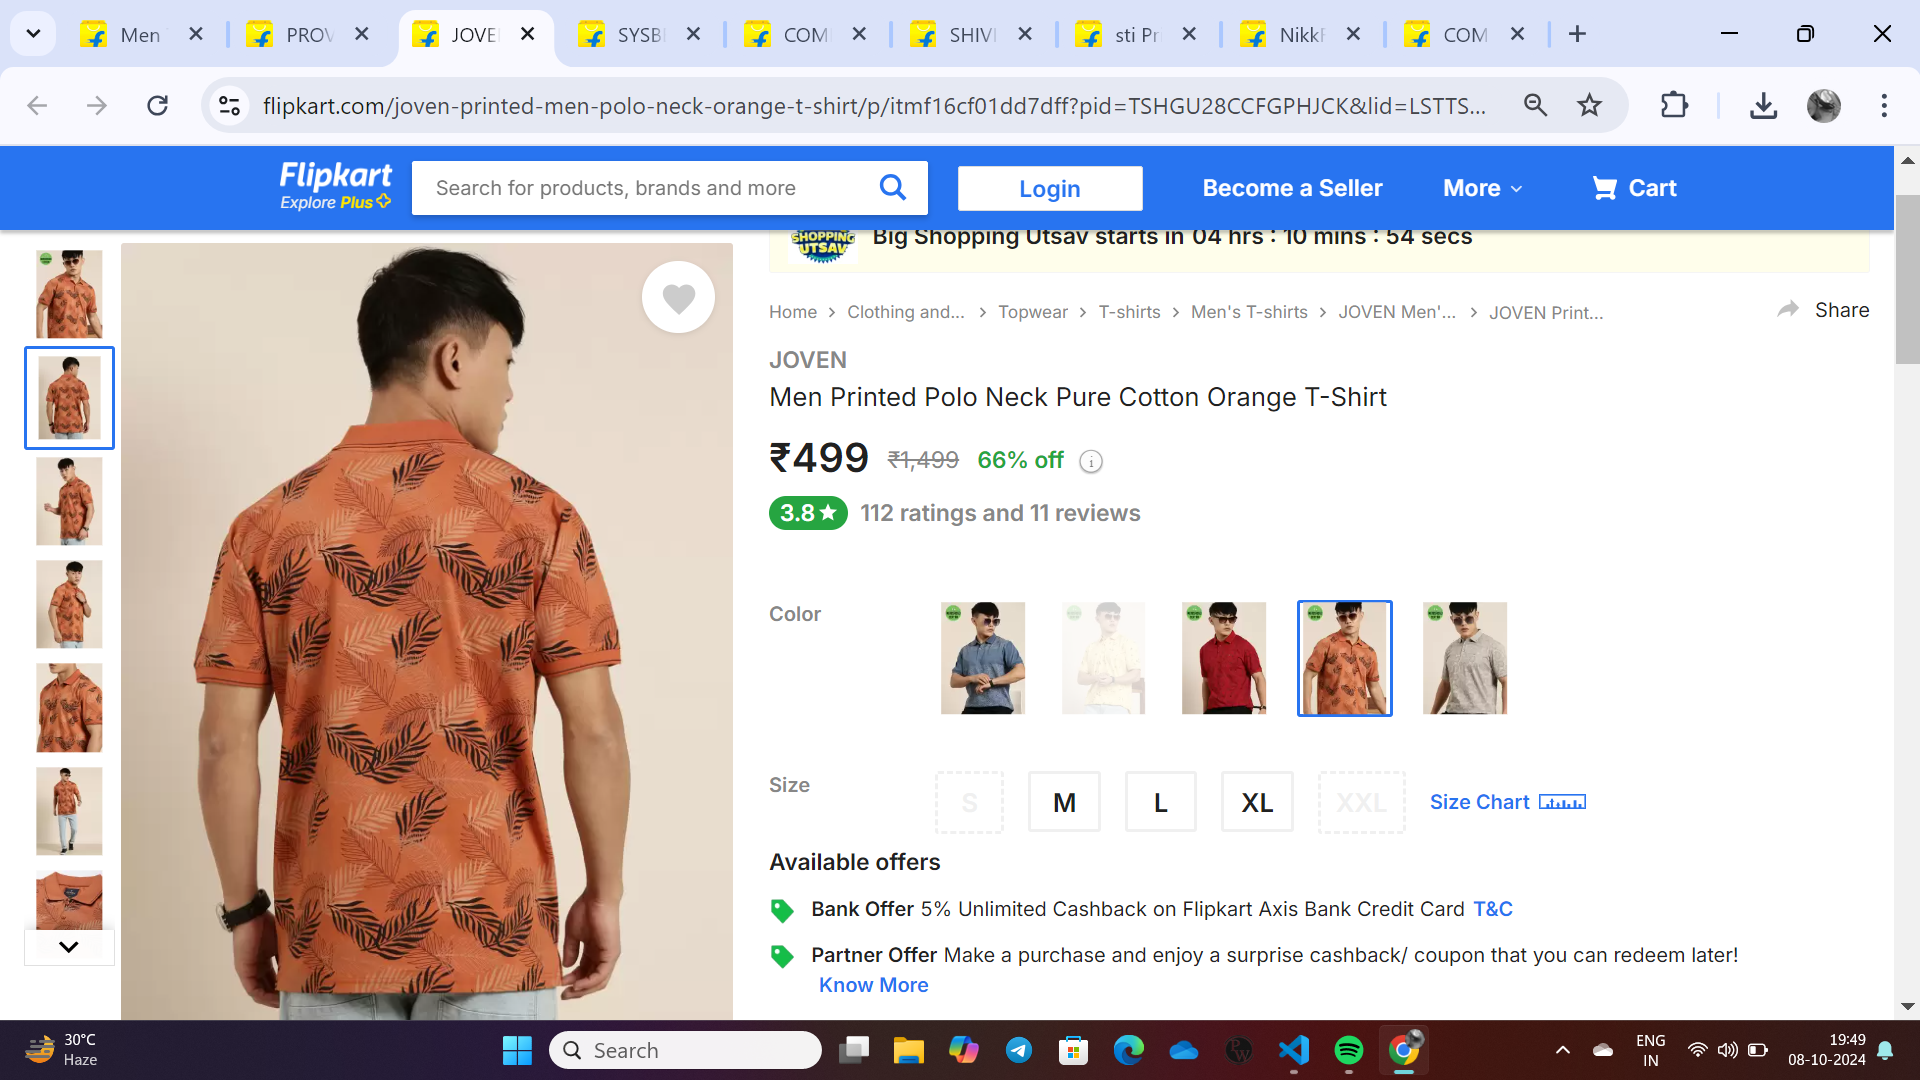 Men
PROV
JOVE
SYSB
COM
SHIVI
sti Pr
NikkF
COM
flipkart.com/joven-printed-men-polo-neck-orange-t-shirt/p/itmf16cf01dd7dff?pid=TSHGU28CCFGPHJCK&lid=LSTTS...
Flipkart
Explore Plus
Search for products, brands and more
Login
Become a Seller
More
Cart
SHOPPING
UTSAV
Big Shopping Utsav starts in 04 hrs : 10 mins : 54 secs
Home > Clothing and... > Topwear > T-shirts > Men's T-shirts > JOVEN Men'... > JOVEN Print...
Share
JOVEN
Men Printed Polo Neck Pure Cotton Orange T-Shirt
₹499 ₹1,499 66% off
3.8★ 112 ratings and 11 reviews
Color
Size
S M L XL XXL
Size Chart
Available offers
Bank Offer 5% Unlimited Cashback on Flipkart Axis Bank Credit Card T&C
Partner Offer Make a purchase and enjoy a surprise cashback/ coupon that you can redeem later!
Know More
30°C
Haze
Search
ENG
IN
19:49
08-10-2024